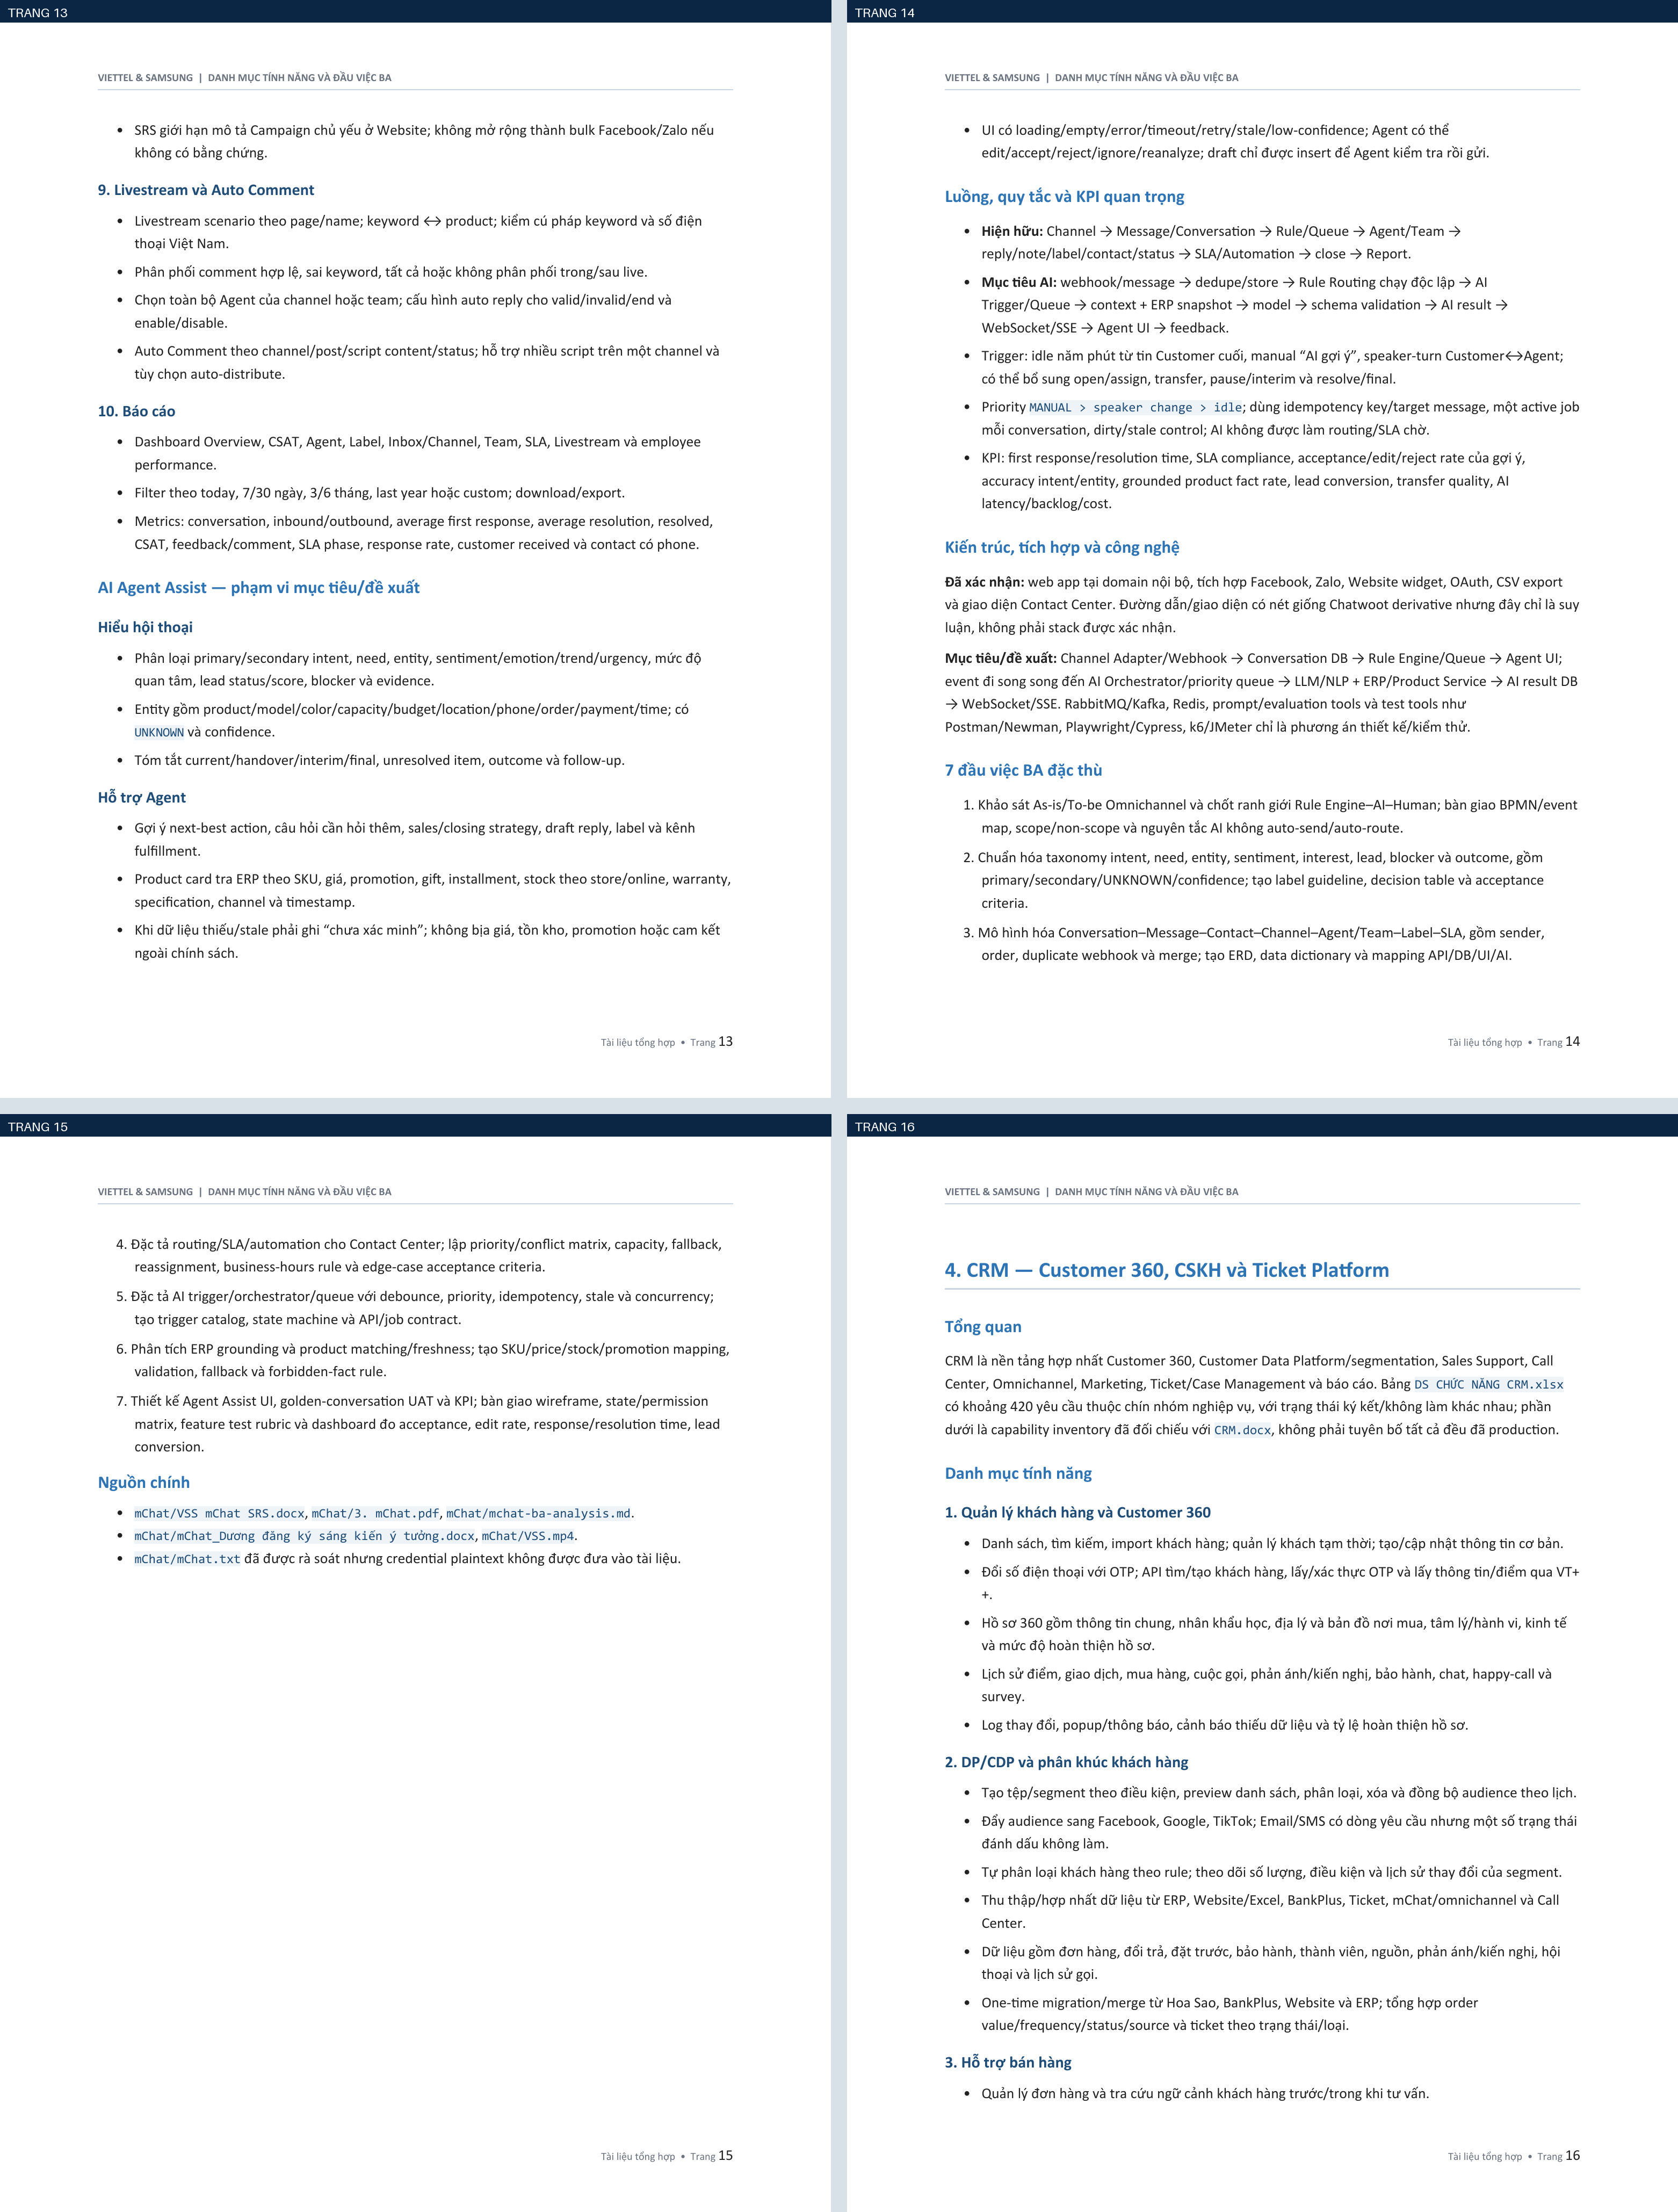 TRANG 13
VIETTEL & SAMSUNG | DANH MỤC TÍNH NĂNG VÀ ĐẦU VIỆC BA
• SRS giới hạn mô tả Campaign chủ yếu ở Website; không mở rộng thành bulk Facebook/Zalo nếu
không có bằng chứng.
9. Livestream và Auto Comment
• Livestream scenario theo page/name; keyword ↔ product; kiểm cú pháp keyword và số điện
thoại Việt Nam.
• Phân phối comment hợp lệ, sai keyword, tất cả hoặc không phân phối trong/sau live.
• Chọn toàn bộ Agent của channel hoặc team; cấu hình auto reply cho valid/invalid/end và
enable/disable.
• Auto Comment theo channel/post/script content/status; hỗ trợ nhiều script trên một channel và
tùy chọn auto-distribute.
10. Báo cáo
• Dashboard Overview, CSAT, Agent, Label, Inbox/Channel, Team, SLA, Livestream và employee
performance.
• Filter theo today, 7/30 ngày, 3/6 tháng, last year hoặc custom; download/export.
• Metrics: conversation, inbound/outbound, average first response, average resolution, resolved,
CSAT, feedback/comment, SLA phase, response rate, customer received và contact có phone.
AI Agent Assist — phạm vi mục tiêu/đề xuất
Hiểu hội thoại
• Phân loại primary/secondary intent, need, entity, sentiment/emotion/trend/urgency, mức độ
quan tâm, lead status/score, blocker và evidence.
• Entity gồm product/model/color/capacity/budget/location/phone/order/payment/time; có
UNKNOWN và confidence.
• Tóm tắt current/handover/interim/final, unresolved item, outcome và follow-up.
Hỗ trợ Agent
• Gợi ý next-best action, câu hỏi cần hỏi thêm, sales/closing strategy, draft reply, label và kênh
fulfillment.
• Product card tra ERP theo SKU, giá, promotion, gift, installment, stock theo store/online, warranty,
specification, channel và timestamp.
• Khi dữ liệu thiếu/stale phải ghi “chưa xác minh”; không bịa giá, tồn kho, promotion hoặc cam kết
ngoài chính sách.
Tài liệu tổng hợp • Trang 13
TRANG 14
VIETTEL & SAMSUNG | DANH MỤC TÍNH NĂNG VÀ ĐẦU VIỆC BA
• UI có loading/empty/error/timeout/retry/stale/low-confidence; Agent có thể
edit/accept/reject/ignore/reanalyze; draft chỉ được insert để Agent kiểm tra rồi gửi.
Luồng, quy tắc và KPI quan trọng
• Hiện hữu: Channel → Message/Conversation → Rule/Queue → Agent/Team →
reply/note/label/contact/status → SLA/Automation → close → Report.
• Mục tiêu AI: webhook/message → dedupe/store → Rule Routing chạy độc lập → AI
Trigger/Queue → context + ERP snapshot → model → schema validation → AI result →
WebSocket/SSE → Agent UI → feedback.
• Trigger: idle năm phút từ tin Customer cuối, manual “AI gợi ý”, speaker-turn Customer↔Agent;
có thể bổ sung open/assign, transfer, pause/interim và resolve/final.
• Priority MANUAL > speaker change > idle; dùng idempotency key/target message, một active job
mỗi conversation, dirty/stale control; AI không được làm routing/SLA chờ.
• KPI: first response/resolution time, SLA compliance, acceptance/edit/reject rate của gợi ý,
accuracy intent/entity, grounded product fact rate, lead conversion, transfer quality, AI
latency/backlog/cost.
Kiến trúc, tích hợp và công nghệ
Đã xác nhận: web app tại domain nội bộ, tích hợp Facebook, Zalo, Website widget, OAuth, CSV export
và giao diện Contact Center. Đường dẫn/giao diện có nét giống Chatwoot derivative nhưng đây chỉ là suy
luận, không phải stack được xác nhận.
Mục tiêu/đề xuất: Channel Adapter/Webhook → Conversation DB → Rule Engine/Queue → Agent UI;
event đi song song đến AI Orchestrator/priority queue → LLM/NLP + ERP/Product Service → AI result DB
→ WebSocket/SSE. RabbitMQ/Kafka, Redis, prompt/evaluation tools và test tools như
Postman/Newman, Playwright/Cypress, k6/JMeter chỉ là phương án thiết kế/kiểm thử.
7 đầu việc BA đặc thù
1. Khảo sát As-is/To-be Omnichannel và chốt ranh giới Rule Engine–AI–Human; bàn giao BPMN/event
map, scope/non-scope và nguyên tắc AI không auto-send/auto-route.
2. Chuẩn hóa taxonomy intent, need, entity, sentiment, interest, lead, blocker và outcome, gồm
primary/secondary/UNKNOWN/confidence; tạo label guideline, decision table và acceptance
criteria.
3. Mô hình hóa Conversation–Message–Contact–Channel–Agent/Team–Label–SLA, gồm sender,
order, duplicate webhook và merge; tạo ERD, data dictionary và mapping API/DB/UI/AI.
Tài liệu tổng hợp • Trang 14
TRANG 15
VIETTEL & SAMSUNG | DANH MỤC TÍNH NĂNG VÀ ĐẦU VIỆC BA
4. Đặc tả routing/SLA/automation cho Contact Center; lập priority/conflict matrix, capacity, fallback,
reassignment, business-hours rule và edge-case acceptance criteria.
5. Đặc tả AI trigger/orchestrator/queue với debounce, priority, idempotency, stale và concurrency;
tạo trigger catalog, state machine và API/job contract.
6. Phân tích ERP grounding và product matching/freshness; tạo SKU/price/stock/promotion mapping,
validation, fallback và forbidden-fact rule.
7. Thiết kế Agent Assist UI, golden-conversation UAT và KPI; bàn giao wireframe, state/permission
matrix, feature test rubric và dashboard đo acceptance, edit rate, response/resolution time, lead
conversion.
Nguồn chính
• mChat/VSS mChat SRS.docx, mChat/3. mChat.pdf, mChat/mchat-ba-analysis.md.
• mChat/mChat_Dương đăng ký sáng kiến ý tưởng.docx, mChat/VSS.mp4.
• mChat/mChat.txt đã được rà soát nhưng credential plaintext không được đưa vào tài liệu.
Tài liệu tổng hợp • Trang 15
TRANG 16
VIETTEL & SAMSUNG | DANH MỤC TÍNH NĂNG VÀ ĐẦU VIỆC BA
4. CRM — Customer 360, CSKH và Ticket Platform
Tổng quan
CRM là nền tảng hợp nhất Customer 360, Customer Data Platform/segmentation, Sales Support, Call
Center, Omnichannel, Marketing, Ticket/Case Management và báo cáo. Bảng DS CHỨC NĂNG CRM.xlsx
có khoảng 420 yêu cầu thuộc chín nhóm nghiệp vụ, với trạng thái ký kết/không làm khác nhau; phần
dưới là capability inventory đã đối chiếu với CRM.docx, không phải tuyên bố tất cả đều đã production.
Danh mục tính năng
1. Quản lý khách hàng và Customer 360
• Danh sách, tìm kiếm, import khách hàng; quản lý khách tạm thời; tạo/cập nhật thông tin cơ bản.
• Đổi số điện thoại với OTP; API tìm/tạo khách hàng, lấy/xác thực OTP và lấy thông tin/điểm qua VT+
+.
• Hồ sơ 360 gồm thông tin chung, nhân khẩu học, địa lý và bản đồ nơi mua, tâm lý/hành vi, kinh tế
và mức độ hoàn thiện hồ sơ.
• Lịch sử điểm, giao dịch, mua hàng, cuộc gọi, phản ánh/kiến nghị, bảo hành, chat, happy-call và
survey.
• Log thay đổi, popup/thông báo, cảnh báo thiếu dữ liệu và tỷ lệ hoàn thiện hồ sơ.
2. DP/CDP và phân khúc khách hàng
• Tạo tệp/segment theo điều kiện, preview danh sách, phân loại, xóa và đồng bộ audience theo lịch.
• Đẩy audience sang Facebook, Google, TikTok; Email/SMS có dòng yêu cầu nhưng một số trạng thái
đánh dấu không làm.
• Tự phân loại khách hàng theo rule; theo dõi số lượng, điều kiện và lịch sử thay đổi của segment.
• Thu thập/hợp nhất dữ liệu từ ERP, Website/Excel, BankPlus, Ticket, mChat/omnichannel và Call
Center.
• Dữ liệu gồm đơn hàng, đổi trả, đặt trước, bảo hành, thành viên, nguồn, phản ánh/kiến nghị, hội
thoại và lịch sử gọi.
• One-time migration/merge từ Hoa Sao, BankPlus, Website và ERP; tổng hợp order
value/frequency/status/source và ticket theo trạng thái/loại.
3. Hỗ trợ bán hàng
• Quản lý đơn hàng và tra cứu ngữ cảnh khách hàng trước/trong khi tư vấn.
Tài liệu tổng hợp • Trang 16